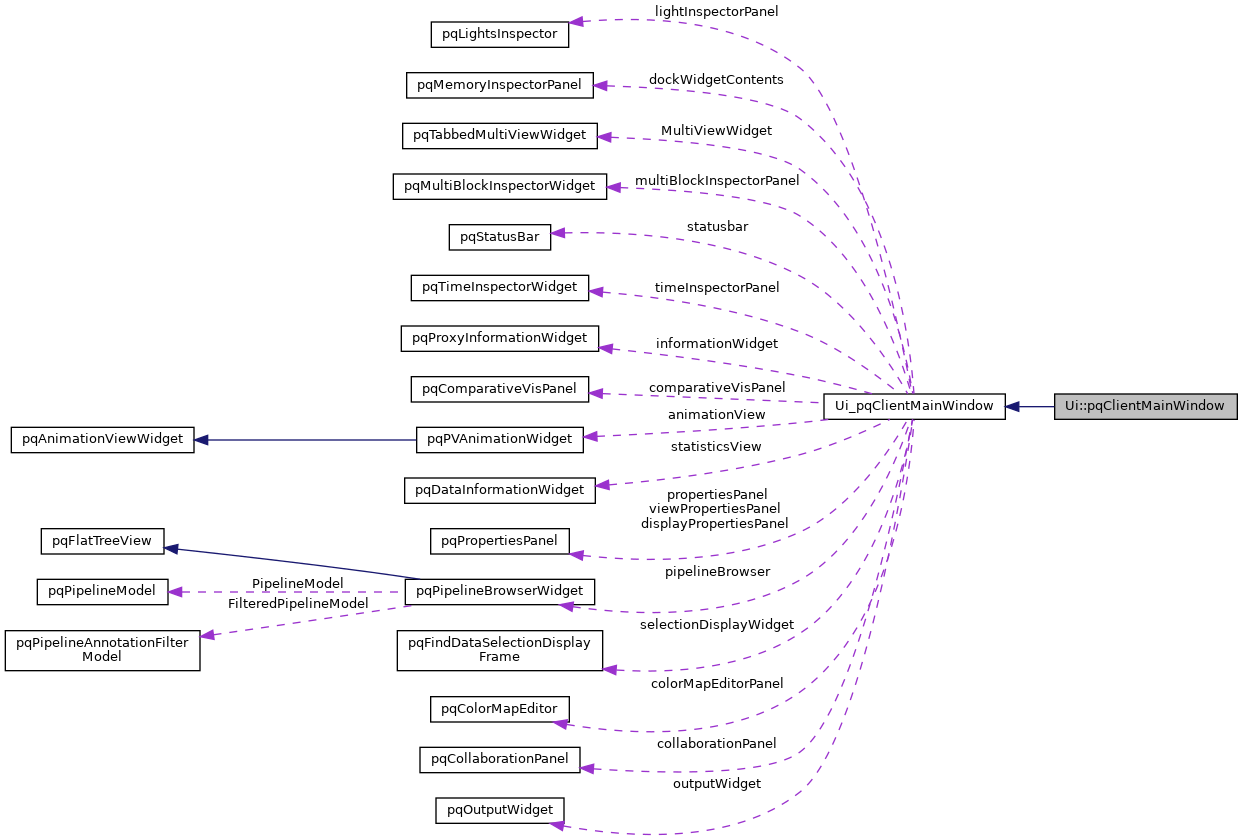 lightInspectorPanel
pqLightsInspector
dockWidgetContents
pqMemoryInspectorPanel
MultiViewWidget
pqTabbedMultiViewWidget
multiBlockInspectorPanel
pqMultiBlockInspectorWidget
statusbar
pqStatusBar
timeInspectorPanel
pqTimeInspectorWidget
informationWidget
pqProxyInformationWidget
comparativeVisPanel
pqComparativeVisPanel
Ui_pqClientMainWindow
Ui::pqClientMainWindow
animationView
pqAnimationViewWidget
pqPVAnimationWidget
statisticsView
pqDataInformationWidget
propertiesPanel
viewPropertiesPanel
displayPropertiesPanel
pqFlatTreeView
pqPropertiesPanel
pipelineBrowser
PipelineModel
pqPipelineModel
pqPipelineBrowserWidget
FilteredPipelineModel
selectionDisplayWidget
pqPipelineAnnotationFilter
Model
pqFindDataSelectionDisplay
Frame
colorMapEditorPanel
pqColorMapEditor
collaborationPanel
pqCollaborationPanel
outputWidget
pqOutputWidget